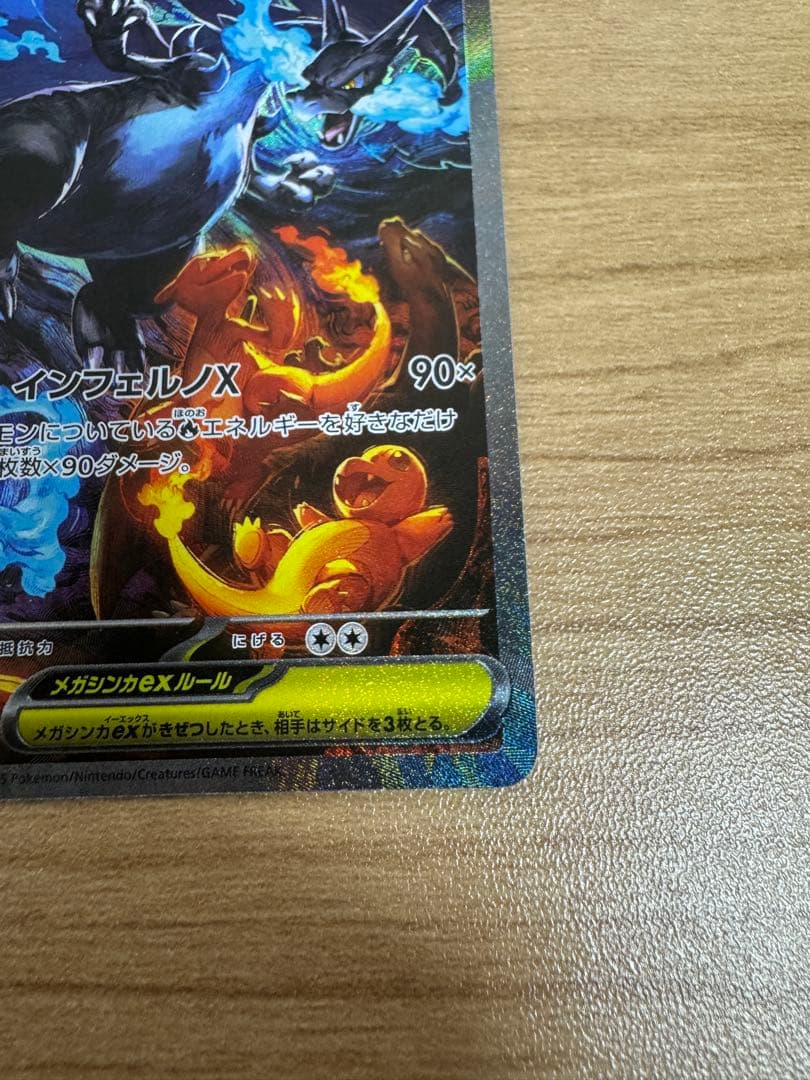 インフェルノX 90×
ほのお す
モンについているエネルギーを好きなだけ
まいすう
枚数×90ダメージ。
抵抗力 にげる
メガシンカexルール
イーエックス あいて まい
メガシンカexがきぜつしたとき、相手はサイドを3枚とる。
5 Pokémon/Nintendo/Creatures/GAME FREAK